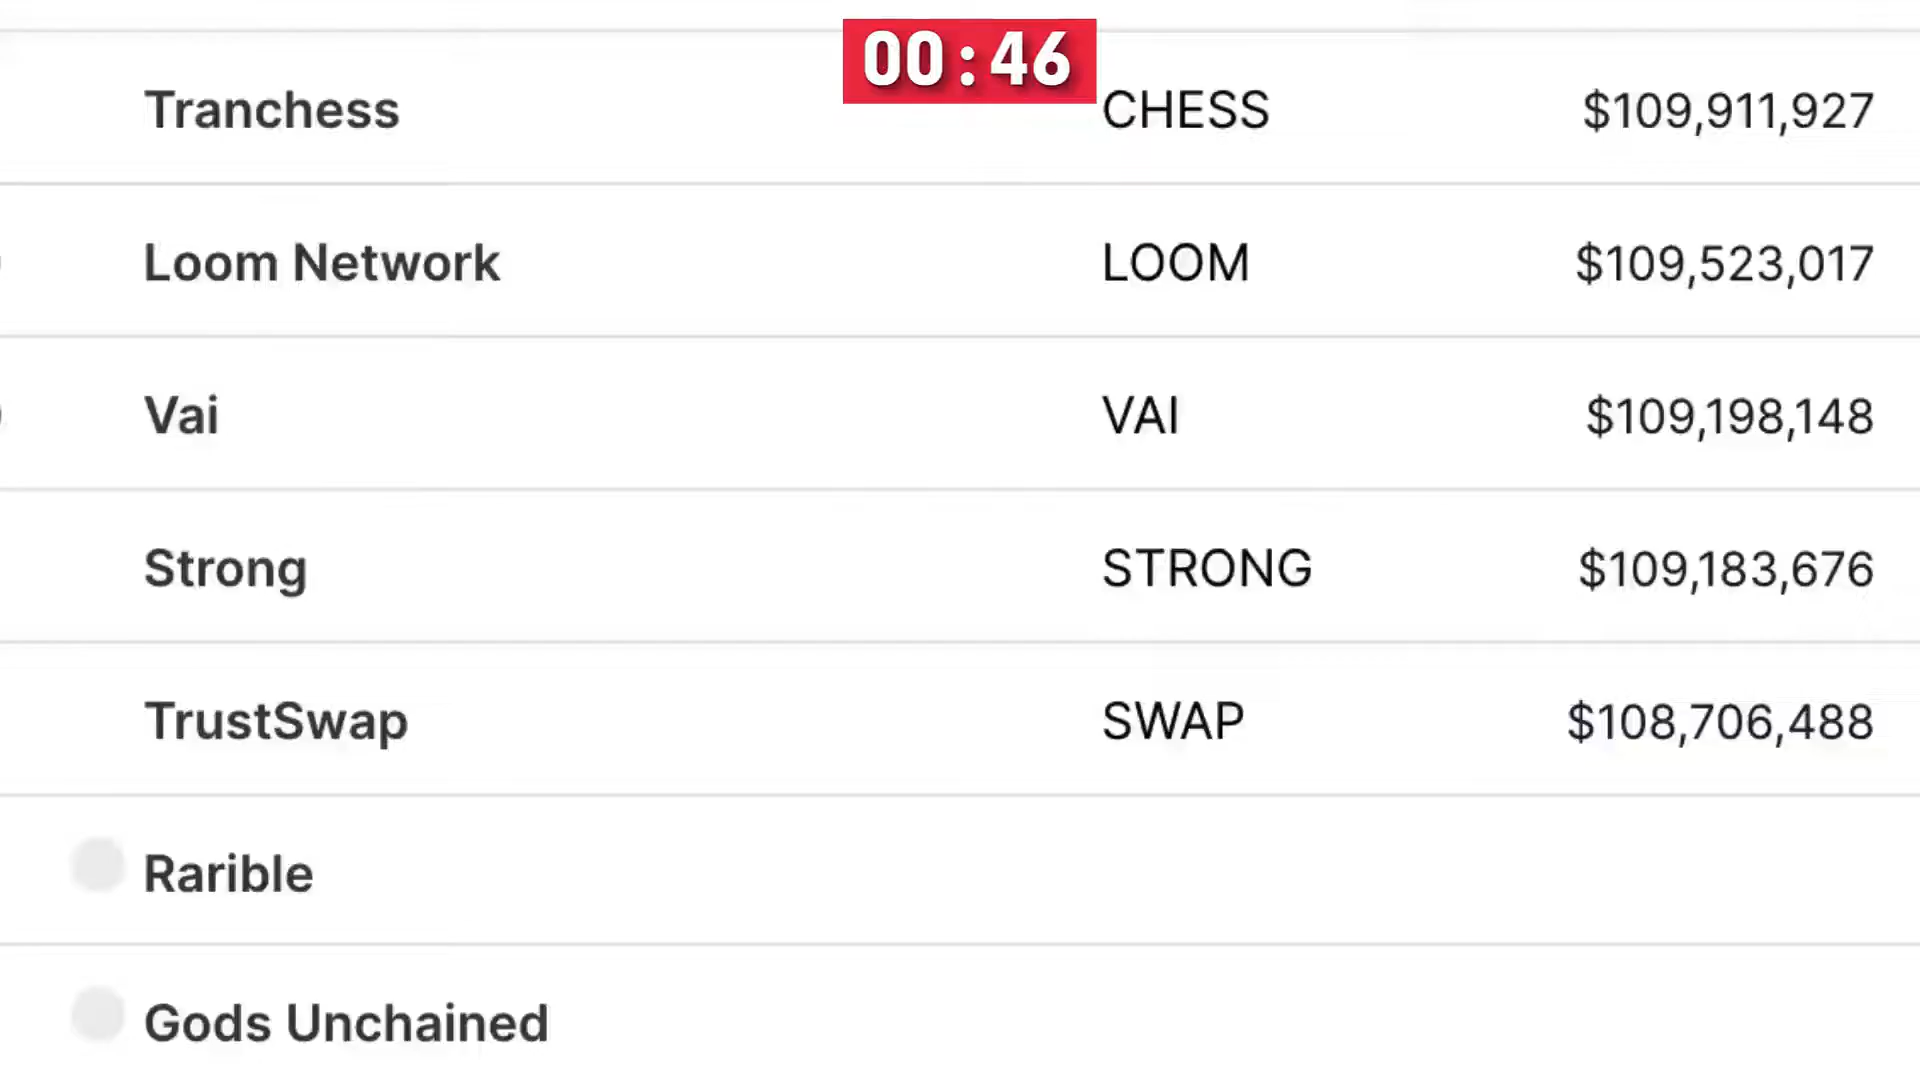 00:46
Tranchess CHESS $109,911,927
Loom Network LOOM $109,523,017
Vai VAI $109,198,148
Strong STRONG $109,183,676
TrustSwap SWAP $108,706,488
Rarible
Gods Unchained